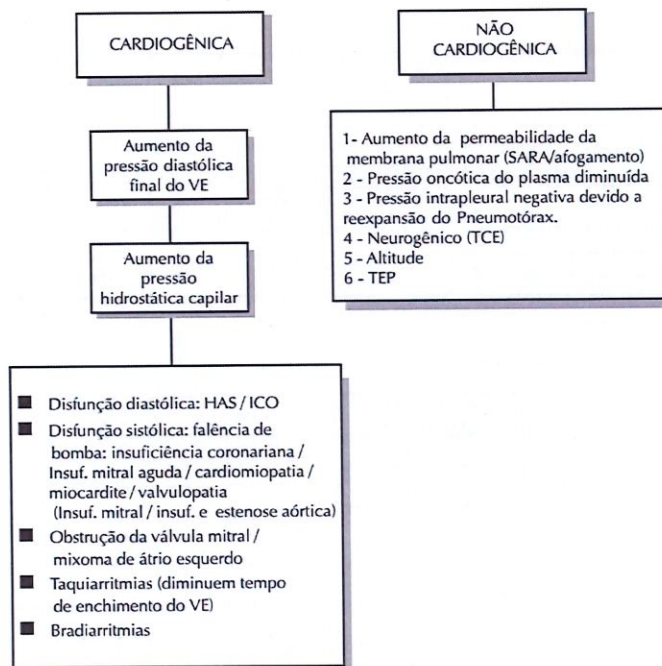 CARDIOGÊNICA
Aumento da
pressão diastólica
final do VE
Aumento da
pressão
hidrostática capilar
■ Disfunção diastólica: HAS / ICO
■ Disfunção sistólica: falência de
bomba: insuficiência coronariana /
Insuf. mitral aguda / cardiomiopatia /
miocardite / valvulopatia
(Insuf. mitral / insuf. e estenose aórtica)
■ Obstrução da válvula mitral /
mixoma de átrio esquerdo
■ Taquiarritmias (diminuem tempo
de enchimento do VE)
■ Bradiarritmias
NÃO
CARDIOGÊNICA
1- Aumento da permeabilidade da
membrana pulmonar (SARA/afogamento)
2 - Pressão oncótica do plasma diminuída
3 - Pressão intrapleural negativa devido a
reexpansão do Pneumotórax.
4 - Neurogênico (TCE)
5 - Altitude
6 - TEP